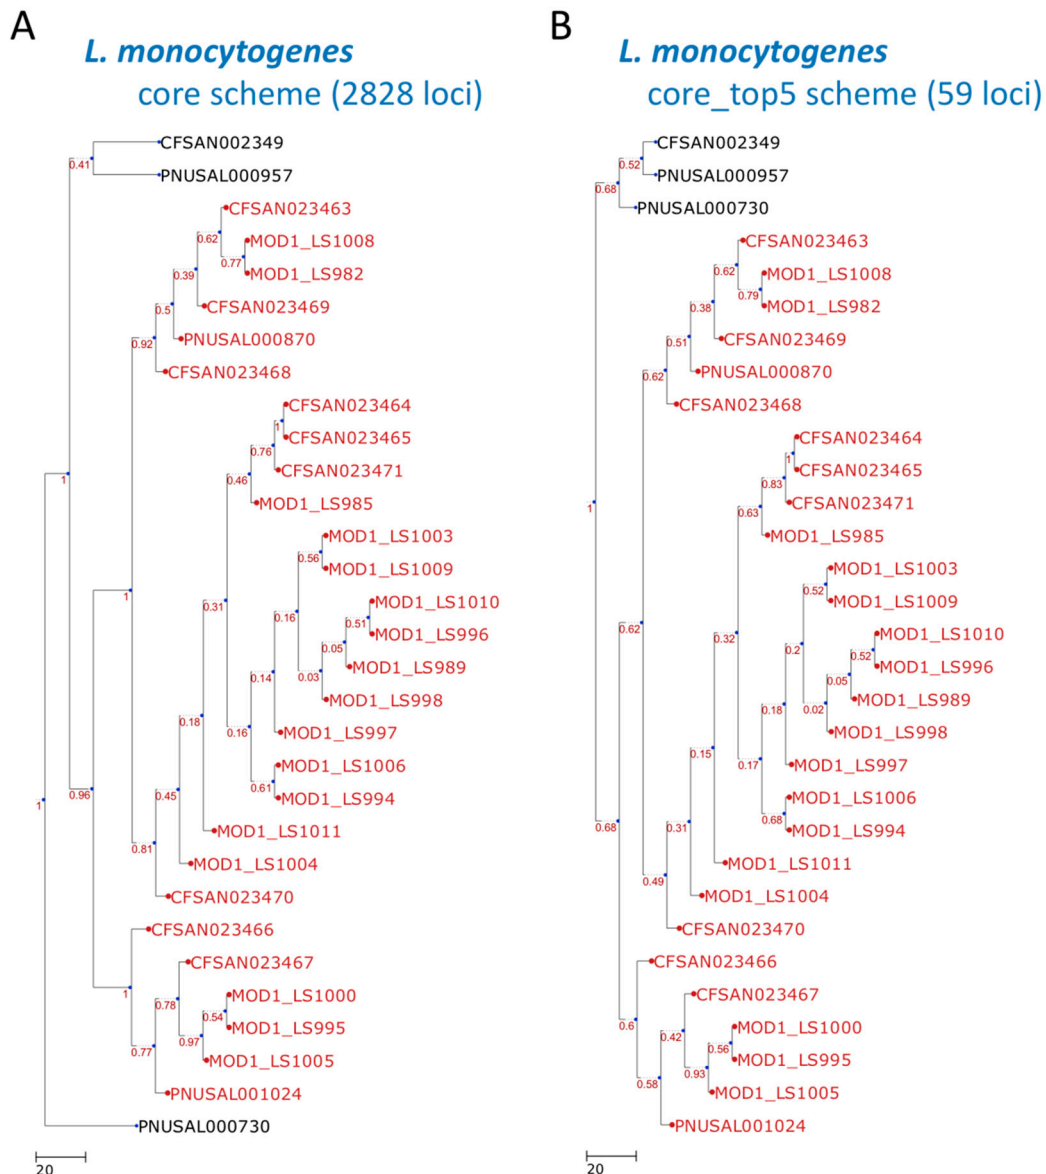 A
L. monocytogenes
core scheme (2828 loci)
CFSAN002349
0.41
PNUSAL000957
CFSAN023463
0.62
MOD1_LS1008
0.77
MOD1_LS982
0.39
CFSAN023469
0.5
PNUSAL000870
0.92
CFSAN023468
CFSAN023464
1
CFSAN023465
0.76
CFSAN023471
0.46
1
MOD1_LS985
MOD1_LS1003
0.56
MOD1_LS1009
1
0.31
MOD1_LS1010
0.16
0.51
MOD1_LS996
0.05
MOD1_LS989
0.14
0.03
MOD1_LS998
0.18
0.16
MOD1_LS997
MOD1_LS1006
0.61
0.96
0.45
MOD1_LS994
1
MOD1_LS1011
0.81
MOD1_LS1004
CFSAN023470
CFSAN023466
CFSAN023467
1
0.78
MOD1_LS1000
0.54
MOD1_LS995
0.97
0.77
MOD1_LS1005
PNUSAL001024
PNUSAL000730
20
B
L. monocytogenes
core_top5 scheme (59 loci)
CFSAN002349
0.52
PNUSAL000957
0.68
PNUSAL000730
CFSAN023463
0.62
MOD1_LS1008
0.79
MOD1_LS982
0.38
CFSAN023469
0.51
PNUSAL000870
0.62
CFSAN023468
CFSAN023464
1
CFSAN023465
0.83
CFSAN023471
1
0.63
MOD1_LS985
MOD1_LS1003
0.52
MOD1_LS1009
0.62
0.32
MOD1_LS1010
0.2
0.52
MOD1_LS996
0.05
MOD1_LS989
0.18
0.02
MOD1_LS998
0.15
0.17
MOD1_LS997
MOD1_LS1006
0.68
0.68
0.31
MOD1_LS994
MOD1_LS1011
0.49
MOD1_LS1004
CFSAN023470
CFSAN023466
CFSAN023467
0.6
0.42
MOD1_LS1000
0.56
MOD1_LS995
0.93
0.58
MOD1_LS1005
PNUSAL001024
20